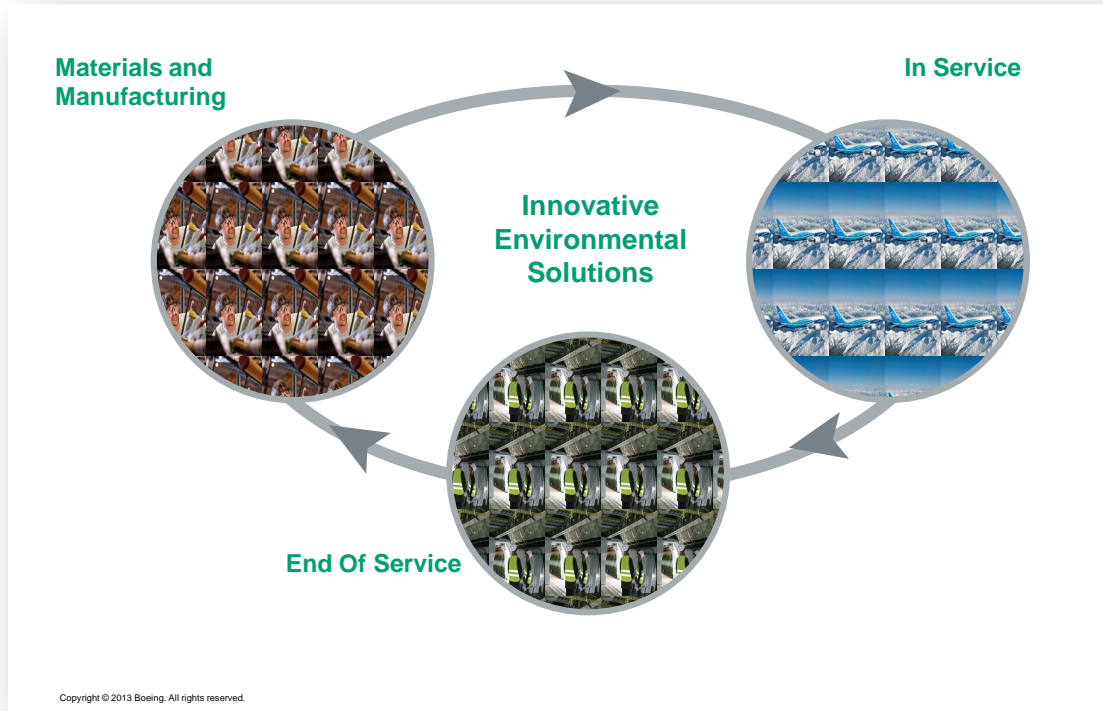 Materials and
Manufacturing
In Service
Innovative
Environmental
Solutions
End Of Service
Copyright © 2013 Boeing. All rights reserved.